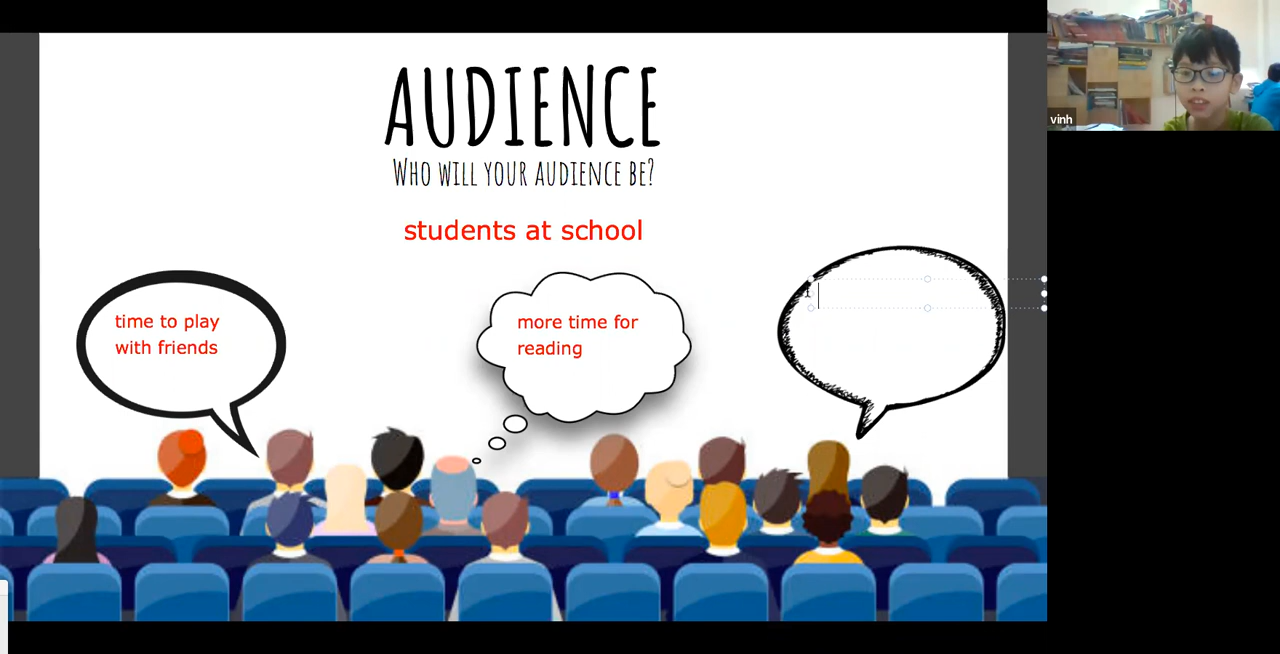 AUDIENCE
WHO WILL YOUR AUDIENCE BE?
students at school
time to play
with friends
more time for
reading
vinh